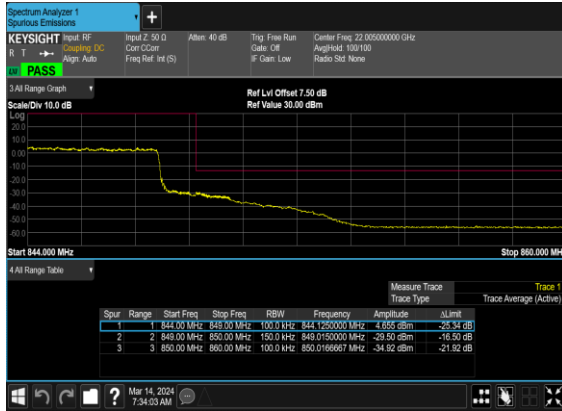 Spectrum Analyzer 1
Spurious Emissions
+
KEYSIGHT Input: RF Input Z: 50 Ω Atten: 40 dB Trig: Free Run Center Freq: 22.005000000 GHz
R T Coupling: DC Corr CCorr Gate: Off Avg|Hold: 100/100
Align: Auto Freq Ref: Int (S) IF Gain: Low Radio Std: None
PASS
3 All Range Graph
Ref Lvl Offset 7.50 dB
Scale/Div 10.0 dB Ref Value 30.00 dBm
Log
20.0
10.0
0.00
-10.0
-20.0
-30.0
-40.0
-50.0
-60.0
Start 844.000 MHz Stop 860.000 MH
4 All Range Table
Measure Trace Trace 1
Trace Type Trace Average (Active)
Spur Range Start Freq Stop Freq RBW Frequency Amplitude ΔLimit
1 1 844.00 MHz 849.00 MHz 100.0 kHz 844.1250000 MHz 4.655 dBm -25.34 dB
2 2 849.00 MHz 850.00 MHz 150.0 kHz 849.0150000 MHz -29.50 dBm -16.50 dB
3 3 850.00 MHz 860.00 MHz 100.0 kHz 850.0166667 MHz -34.92 dBm -21.92 dB
?
Mar 14, 2024
7:34:03 AM